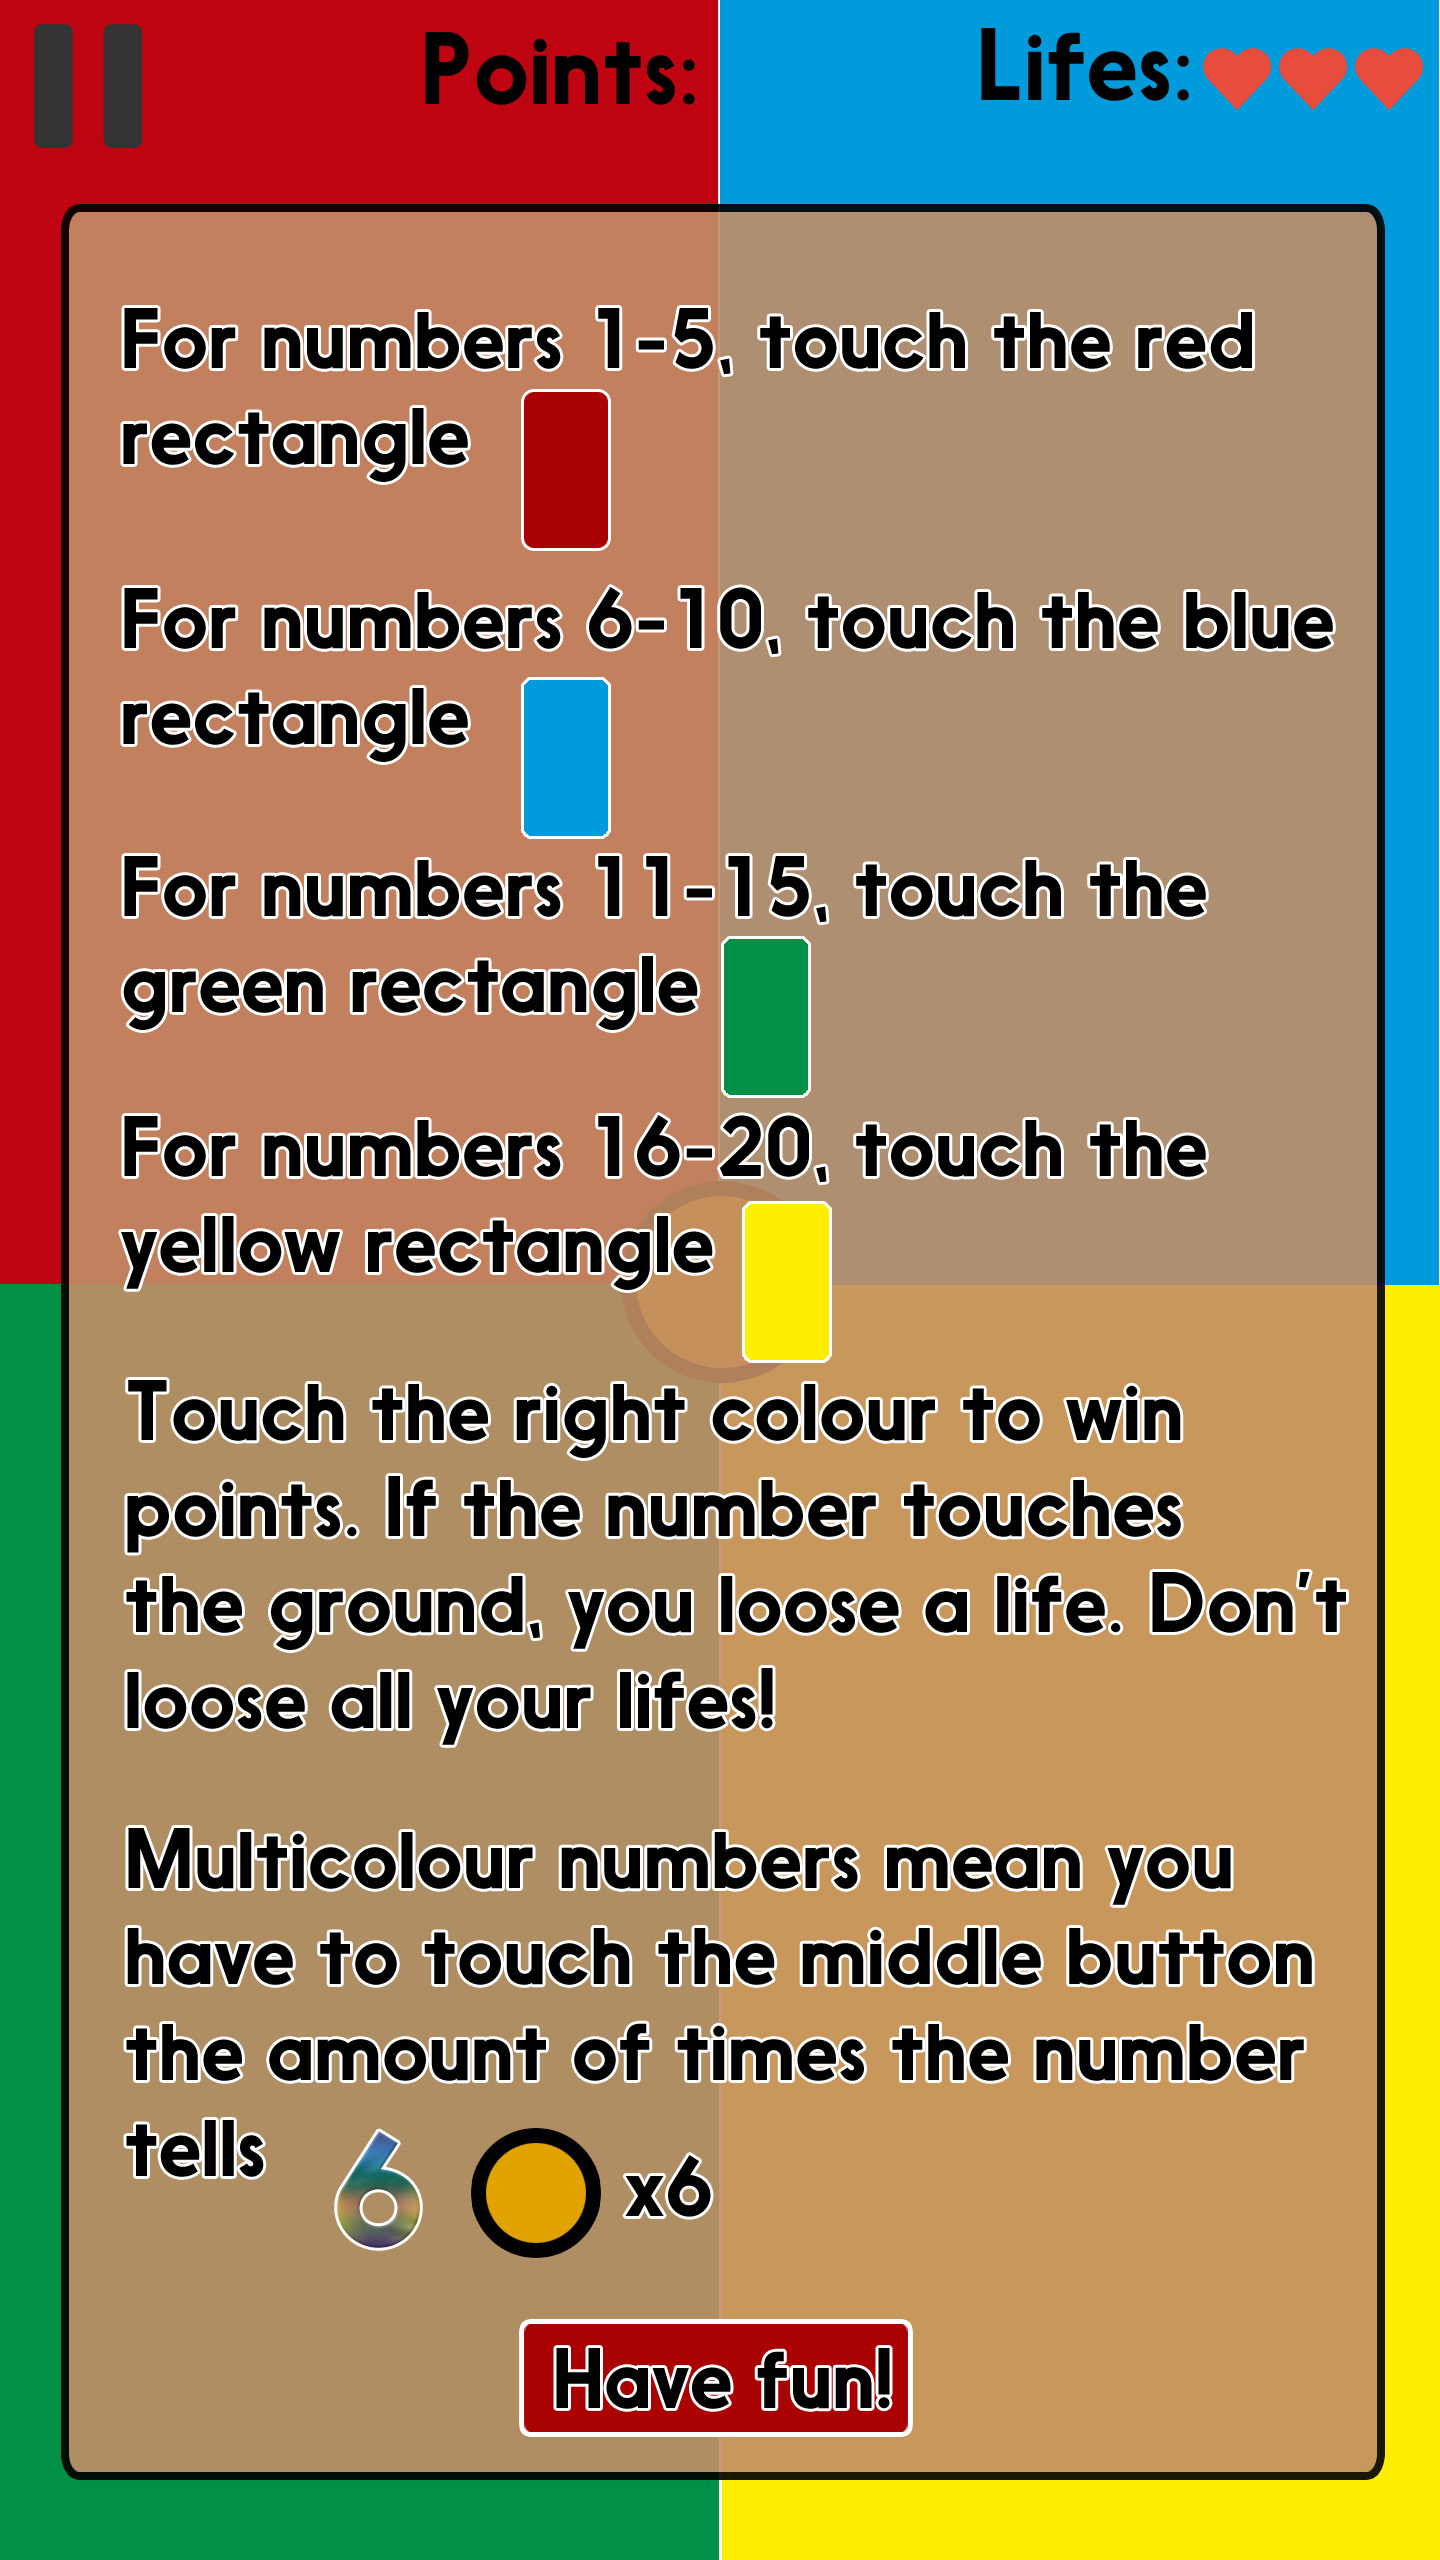 Points:
Lifes:
For numbers 1-5, touch the red
rectangle
For numbers 6-10, touch the blue
rectangle
For numbers 11-15, touch the
green rectangle
For numbers 16-20, touch the
yellow rectangle
Touch the right colour to win
points. If the number touches
the ground, you loose a life. Don't
loose all your lifes!
Multicolour numbers mean you
have to touch the middle button
the amount of times the number
tells 6 x6
Have fun!